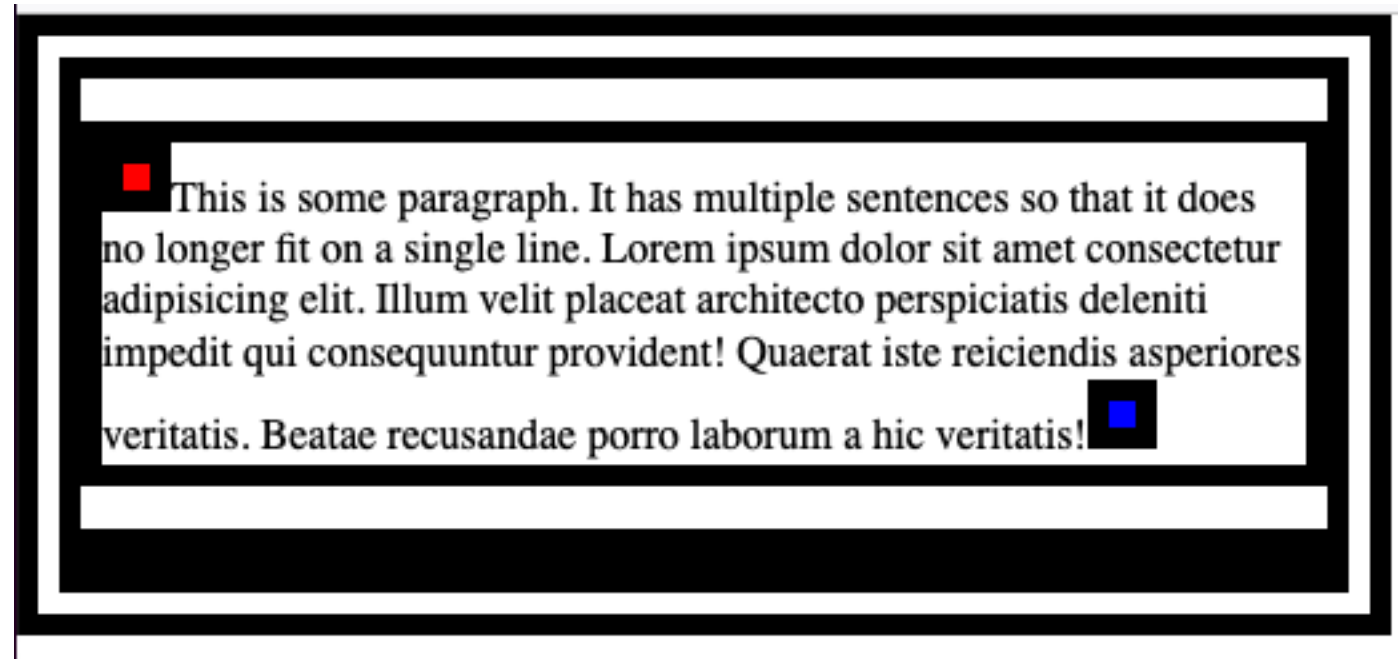 This is some paragraph. It has multiple sentences so that it does
no longer fit on a single line. Lorem ipsum dolor sit amet consectetur
adipisicing elit. Illum velit placeat architecto perspiciatis deleniti
impedit qui consequuntur provident! Quaerat iste reiciendis asperiores
veritatis. Beatae recusandae porro laborum a hic veritatis!